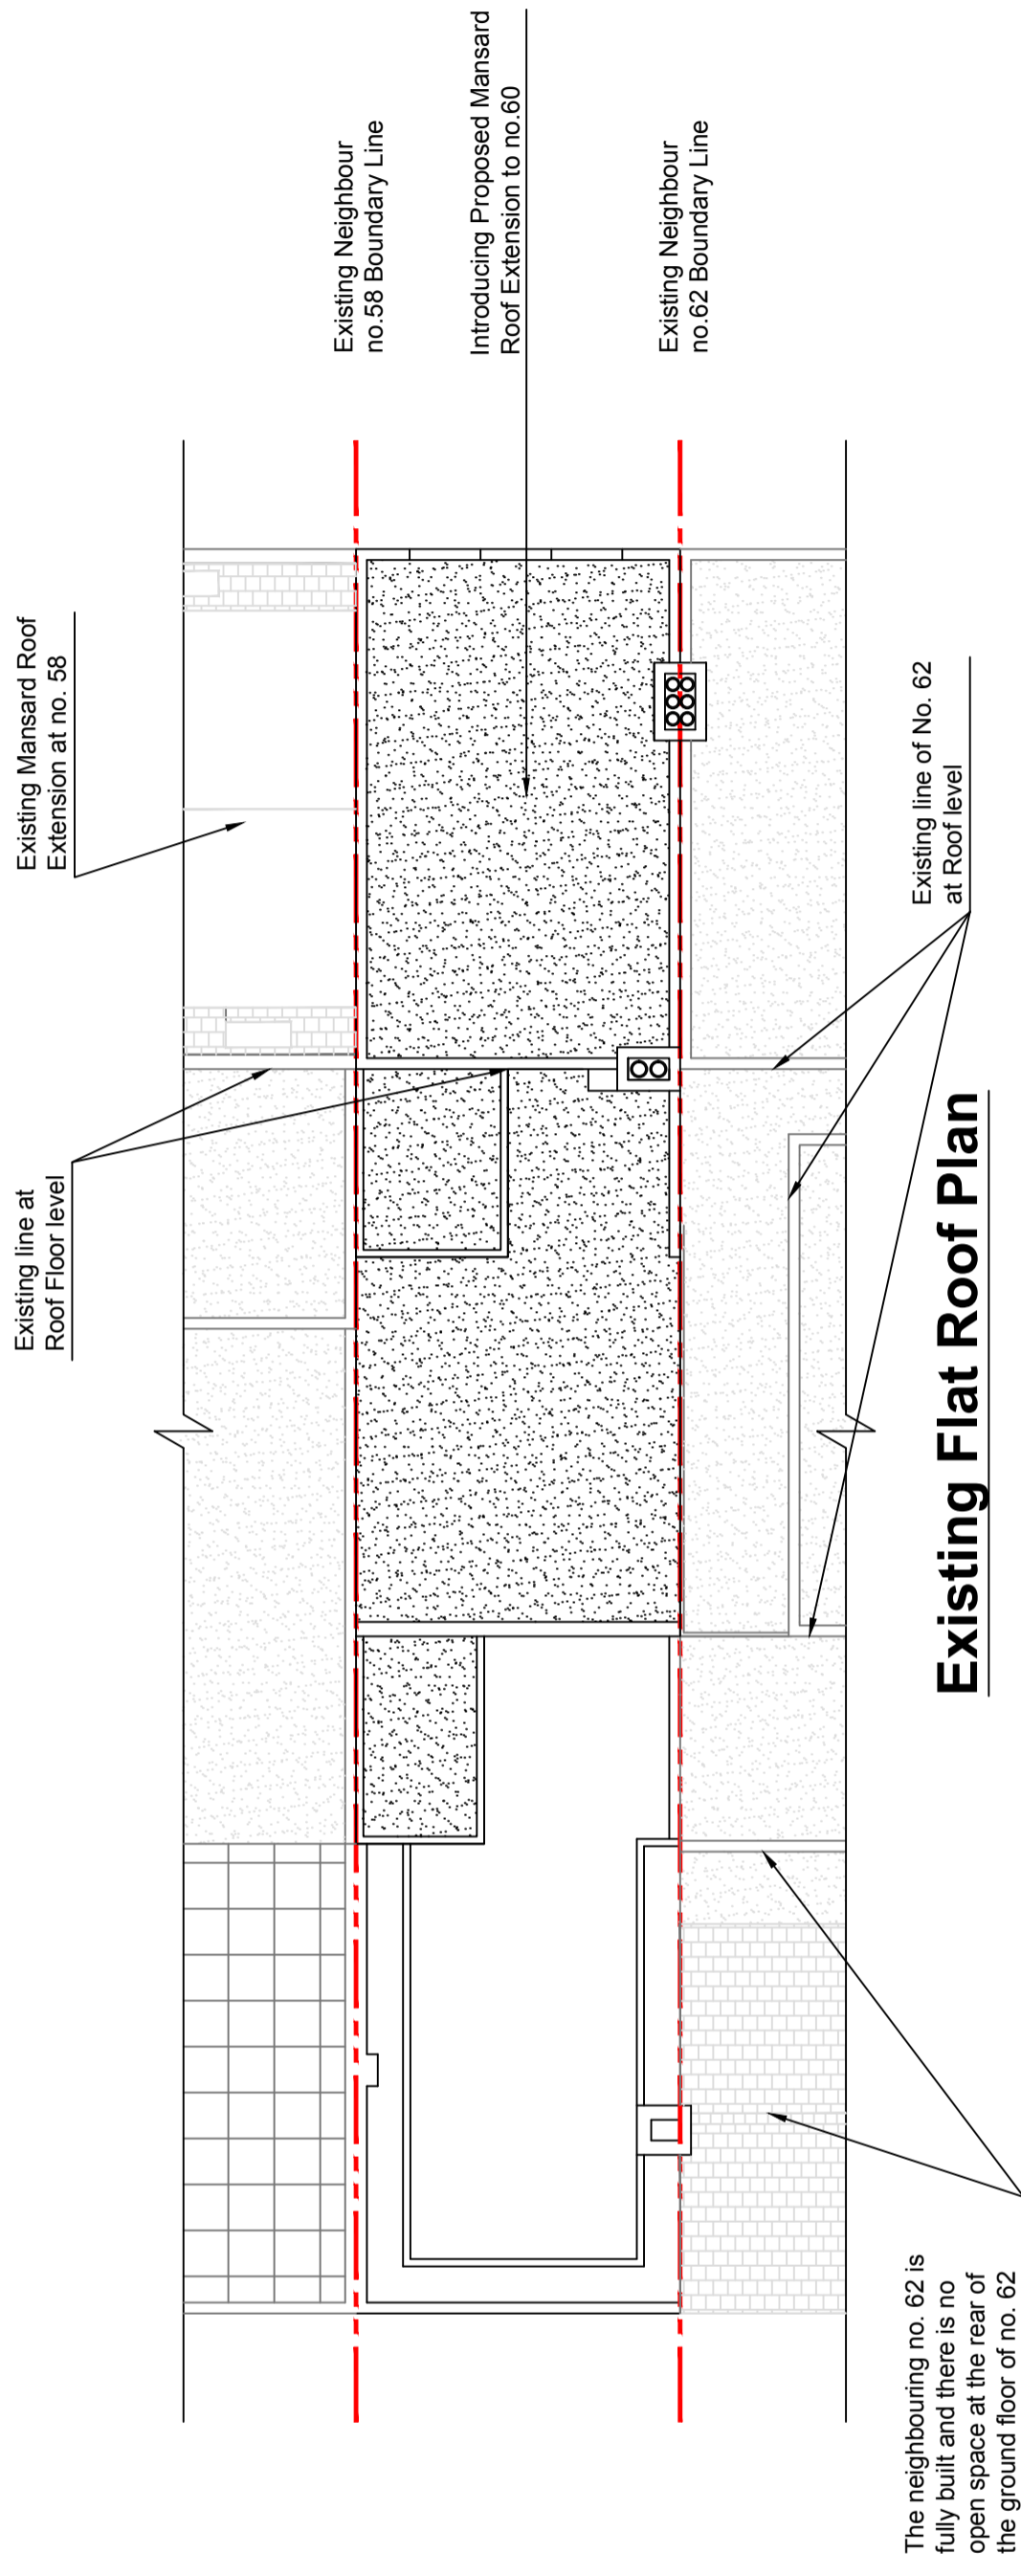 Existing line at
Roof Floor level
Existing Mansard Roof
Extension at no. 58
Existing Neighbour
no.58 Boundary Line
Introducing Proposed Mansard
Roof Extension to no.60
Existing Neighbour
no.62 Boundary Line
The neighbouring no. 62 is
fully built and there is no
open space at the rear of
the ground floor of no. 62
Existing line of No. 62
at Roof level
Existing Flat Roof Plan